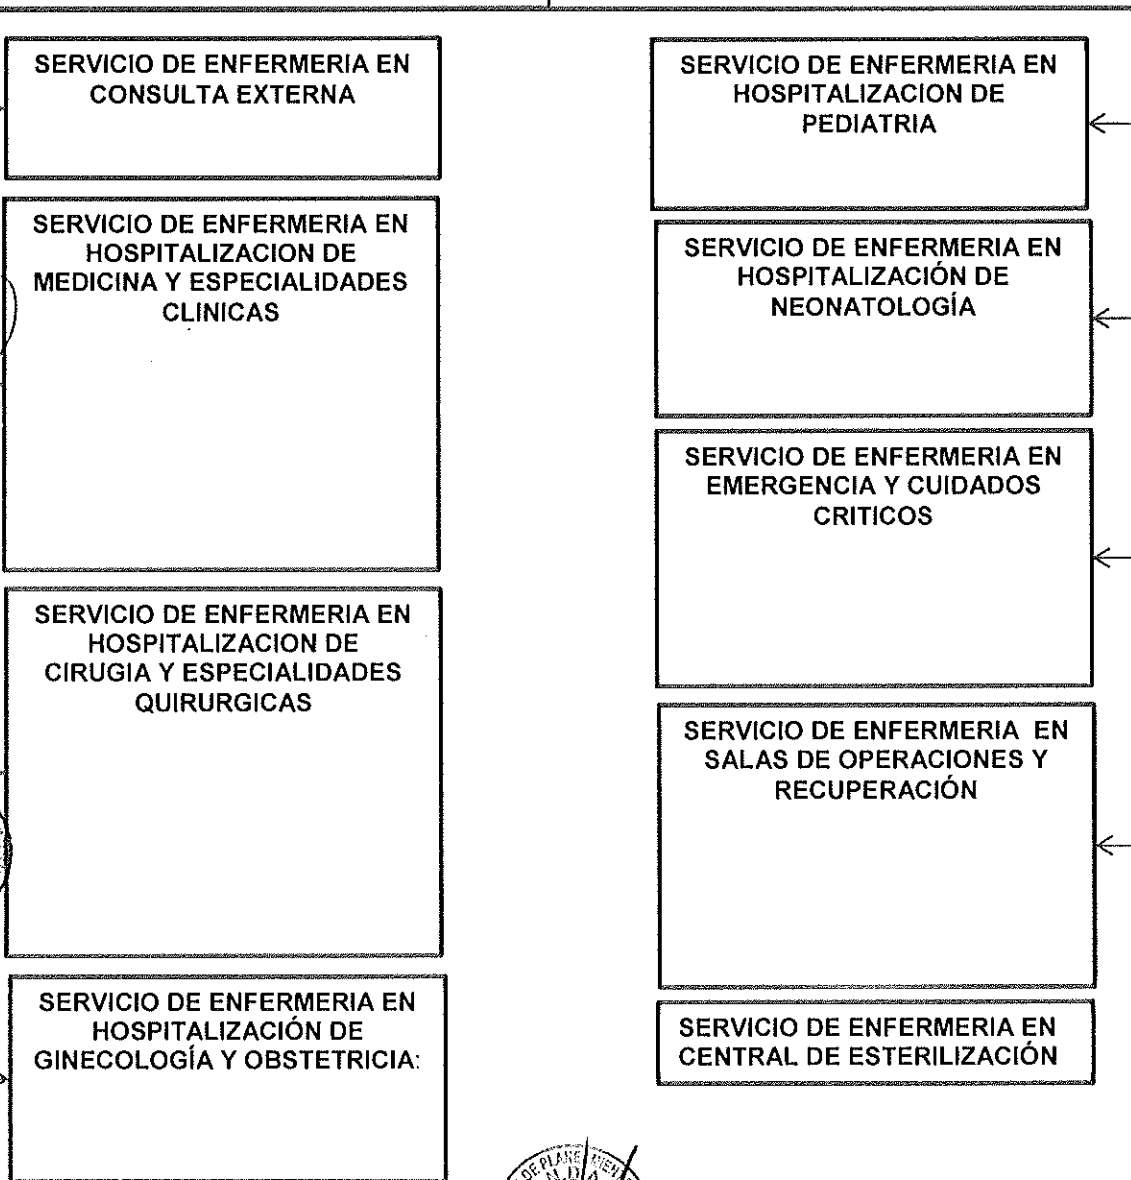 SERVICIO DE ENFERMERIA EN
CONSULTA EXTERNA
SERVICIO DE ENFERMERIA EN
HOSPITALIZACION DE
MEDICINA Y ESPECIALIDADES
CLINICAS
SERVICIO DE ENFERMERIA EN
HOSPITALIZACION DE
CIRUGIA Y ESPECIALIDADES
QUIRURGICAS
SERVICIO DE ENFERMERIA EN
HOSPITALIZACIÓN DE
GINECOLOGÍA Y OBSTETRICIA:
SERVICIO DE ENFERMERIA EN
HOSPITALIZACION DE
PEDIATRIA
SERVICIO DE ENFERMERIA EN
HOSPITALIZACIÓN DE
NEONATOLOGÍA
SERVICIO DE ENFERMERIA EN
EMERGENCIA Y CUIDADOS
CRITICOS
SERVICIO DE ENFERMERIA EN
SALAS DE OPERACIONES Y
RECUPERACIÓN
SERVICIO DE ENFERMERIA EN
CENTRAL DE ESTERILIZACIÓN